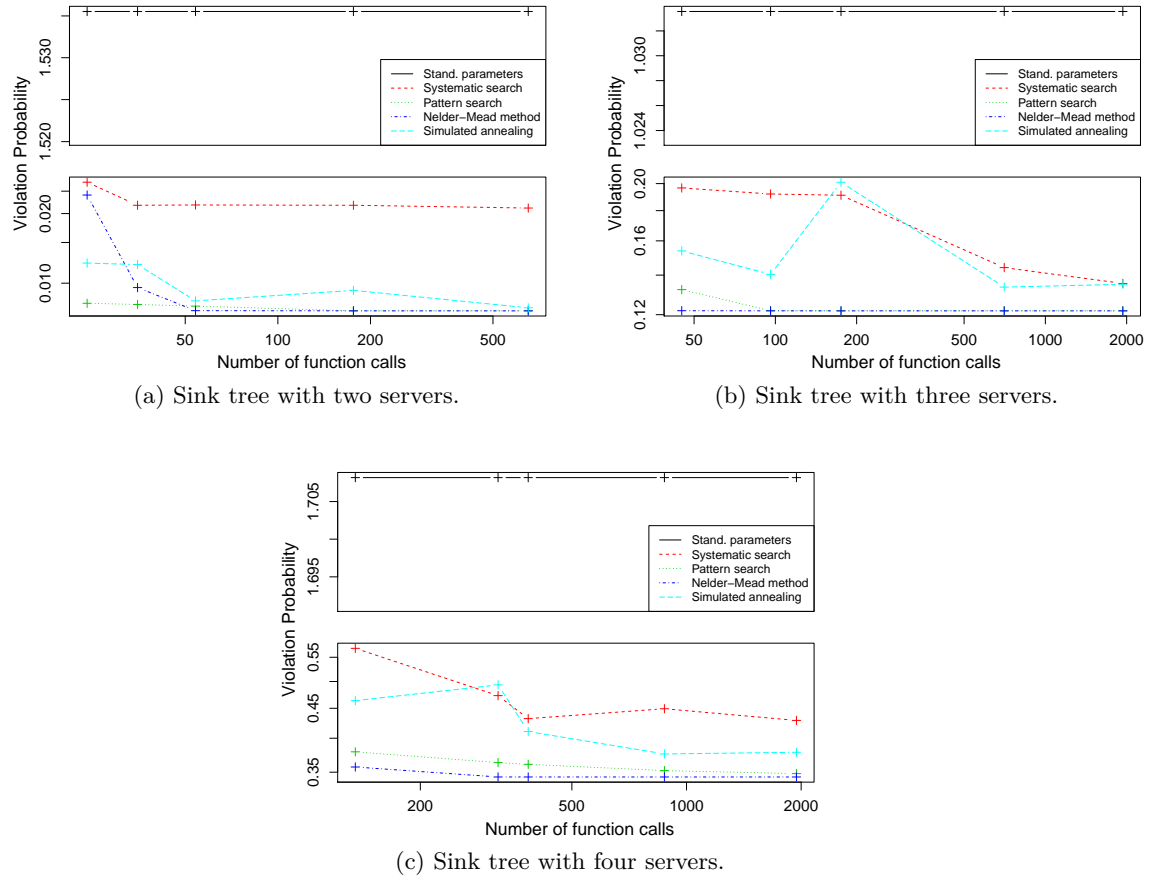 Violation Probability
1.520
1.530
Stand. parameters
Systematic search
Pattern search
Nelder−Mead method
Simulated annealing
0.010
0.020
50 100 200 500
Number of function calls
(a) Sink tree with two servers.
Violation Probability
1.024
1.030
Stand. parameters
Systematic search
Pattern search
Nelder−Mead method
Simulated annealing
0.12
0.16
0.20
50 100 200 500 1000 2000
Number of function calls
(b) Sink tree with three servers.
Violation Probability
1.695
1.705
Stand. parameters
Systematic search
Pattern search
Nelder−Mead method
Simulated annealing
0.35
0.45
0.55
200 500 1000 2000
Number of function calls
(c) Sink tree with four servers.